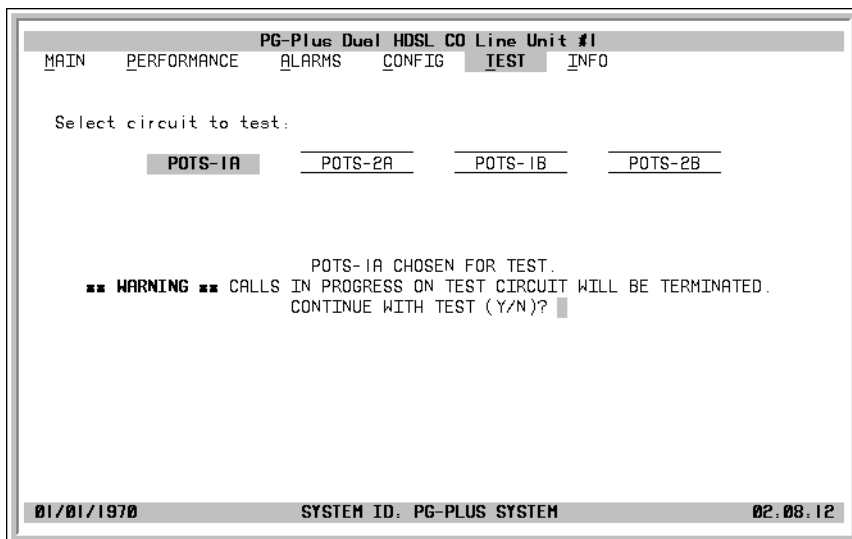 PG-Plus Dual HDSL CO Line Unit #1
MAIN PERFORMANCE ALARMS CONFIG TEST INFO
Select circuit to test:
POTS-1A POTS-2A POTS-1B POTS-2B
POTS-1A CHOSEN FOR TEST.
** WARNING ** CALLS IN PROGRESS ON TEST CIRCUIT WILL BE TERMINATED.
CONTINUE WITH TEST (Y/N)?
01/01/1970 SYSTEM ID: PG-PLUS SYSTEM 02:08:12